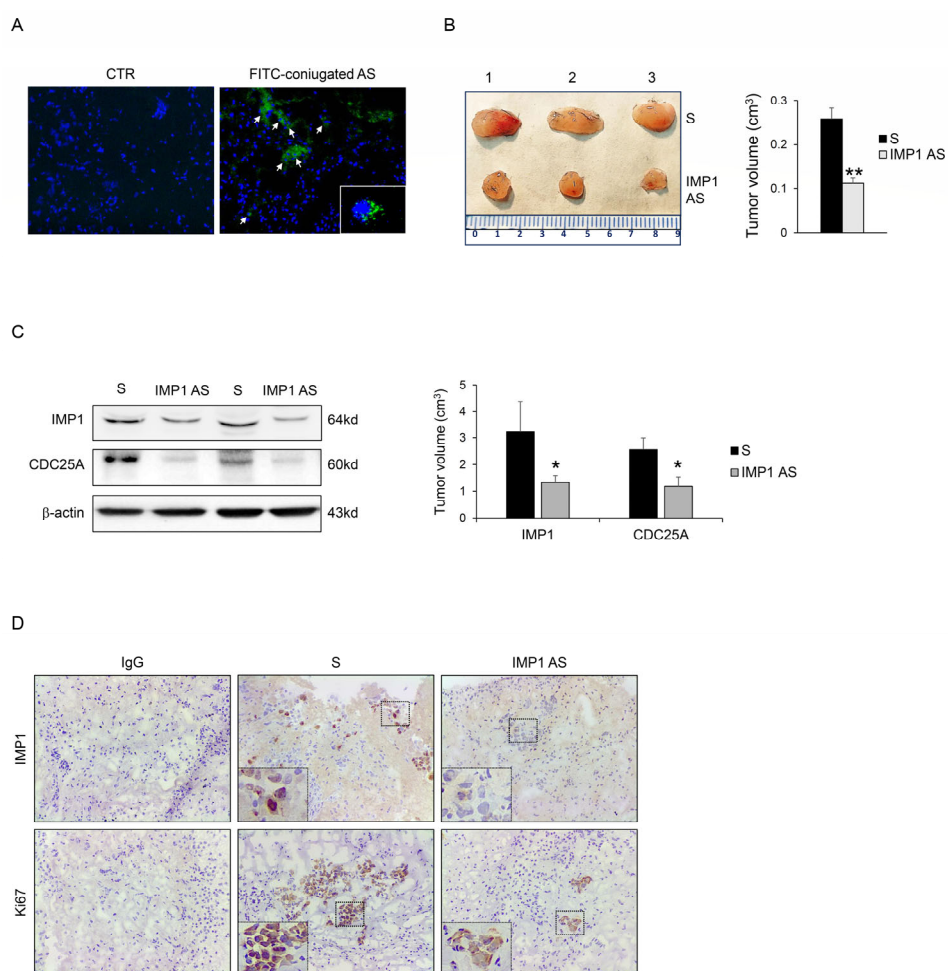 A
CTR
FITC-coniugated AS
B
1 2 3
S
IMP1
AS
0 1 2 3 4 5 6 7 8 9
Tumor volume (cm³)
0.3
0.2
0.1
0
**
S
IMP1 AS
C
S IMP1 AS S IMP1 AS
IMP1 64kd
CDC25A 60kd
β-actin 43kd
Tumor volume (cm³)
5
4
3
2
1
0
* *
IMP1 CDC25A
S
IMP1 AS
D
IgG S IMP1 AS
IMP1
Ki67